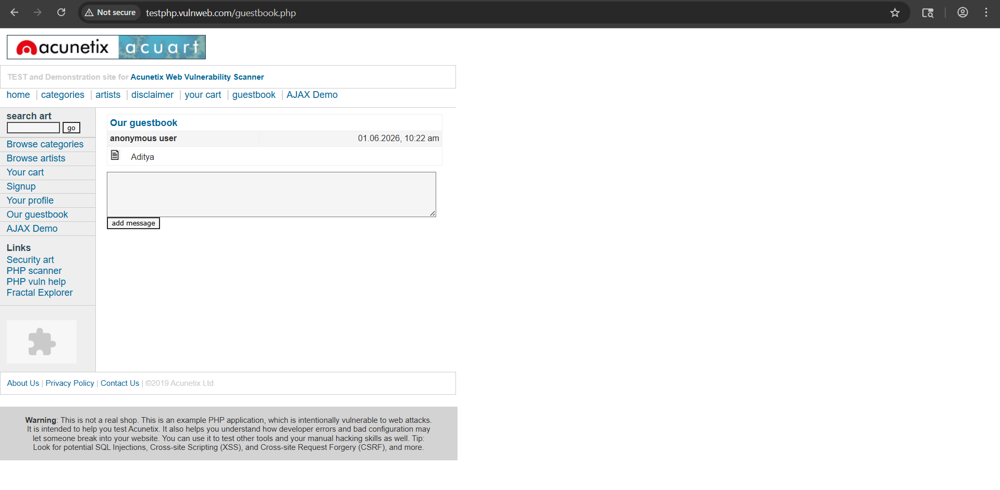 Not secure testphp.vulnweb.com/guestbook.php
acunetix acuart
TEST and Demonstration site for Acunetix Web Vulnerability Scanner
home | categories | artists | disclaimer | your cart | guestbook | AJAX Demo
search art
go
Browse categories
Browse artists
Your cart
Signup
Your profile
Our guestbook
AJAX Demo
Links
Security art
PHP scanner
PHP vuln help
Fractal Explorer
Our guestbook
anonymous user 01.06.2026, 10:22 am
Aditya
add message
About Us | Privacy Policy | Contact Us | ©2019 Acunetix Ltd
Warning: This is not a real shop. This is an example PHP application, which is intentionally vulnerable to web attacks.
It is intended to help you test Acunetix. It also helps you understand how developer errors and bad configuration may
let someone break into your website. You can use it to test other tools and your manual hacking skills as well. Tip:
Look for potential SQL Injections, Cross-site Scripting (XSS), and Cross-site Request Forgery (CSRF), and more.